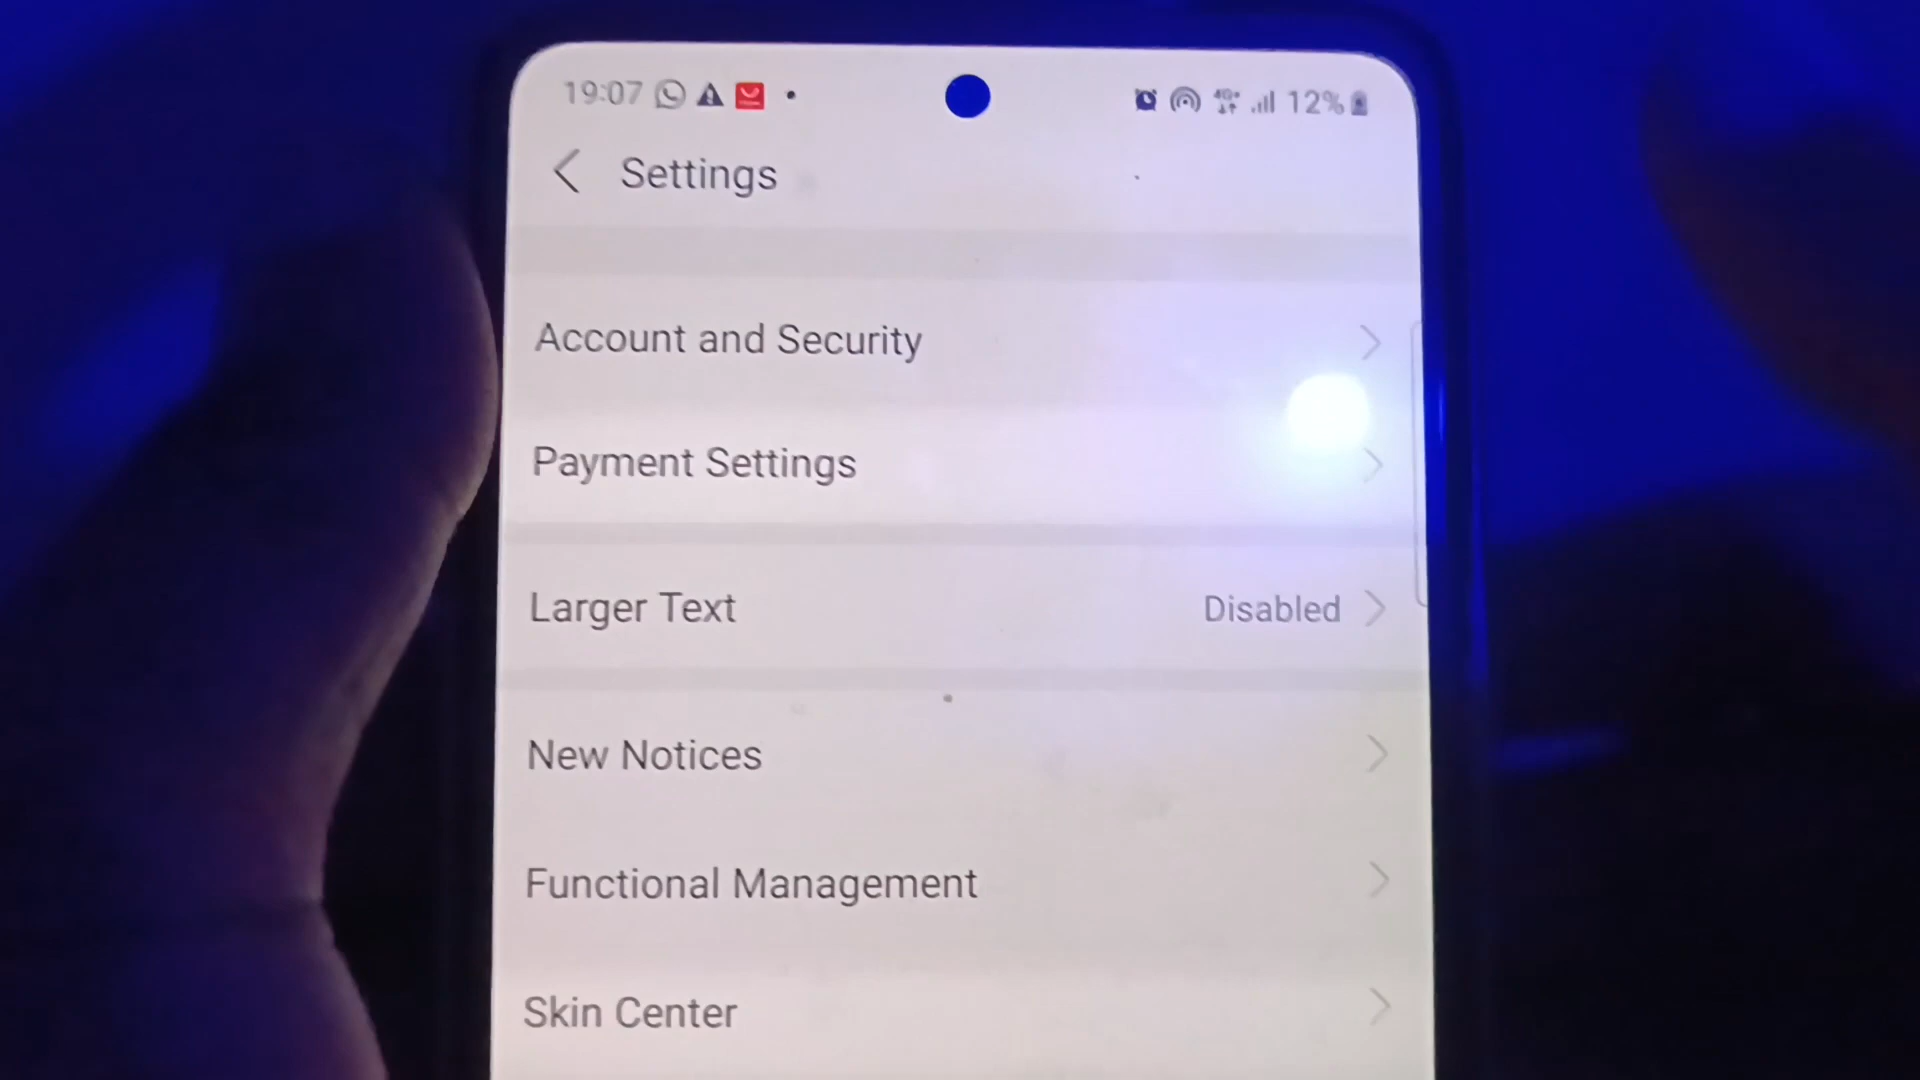 19:07 12%
Settings
Account and Security
Payment Settings
Larger Text Disabled
New Notices
Functional Management
Skin Center